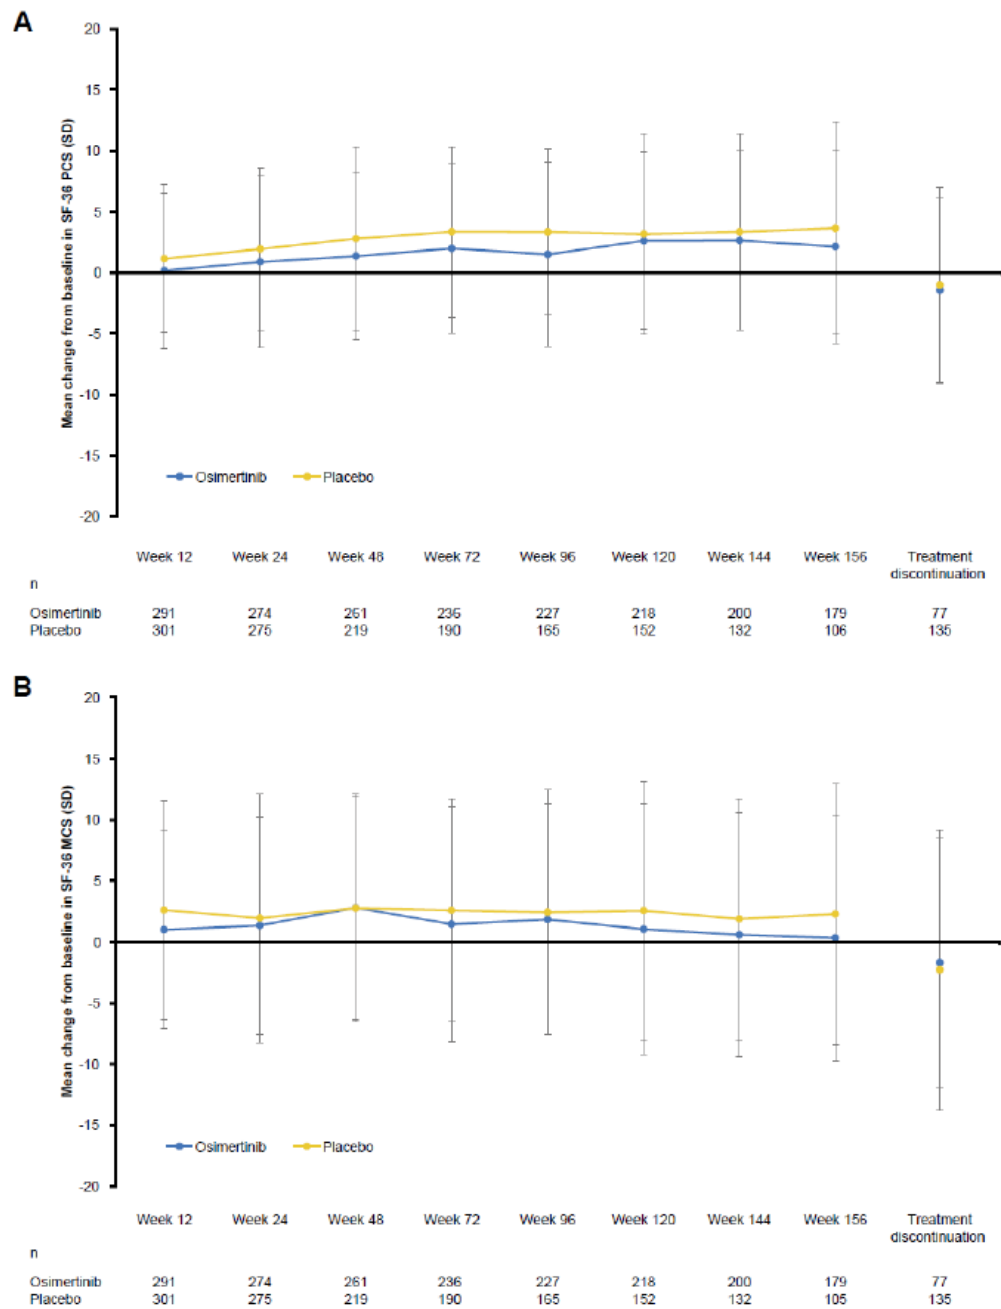 A
Mean change from baseline in SF-36 PCS (SD)
20
15
10
5
0
-5
-10
-15
-20
Osimertinib Placebo
Week 12 Week 24 Week 48 Week 72 Week 96 Week 120 Week 144 Week 156 Treatment
discontinuation
n
Osimertinib 291 274 261 236 227 218 200 179 77
Placebo 301 275 219 190 165 152 132 106 135
B
Mean change from baseline in SF-36 MCS (SD)
20
15
10
5
0
-5
-10
-15
-20
Osimertinib Placebo
Week 12 Week 24 Week 48 Week 72 Week 96 Week 120 Week 144 Week 156 Treatment
discontinuation
n
Osimertinib 291 274 261 236 227 218 200 179 77
Placebo 301 275 219 190 165 152 132 105 135